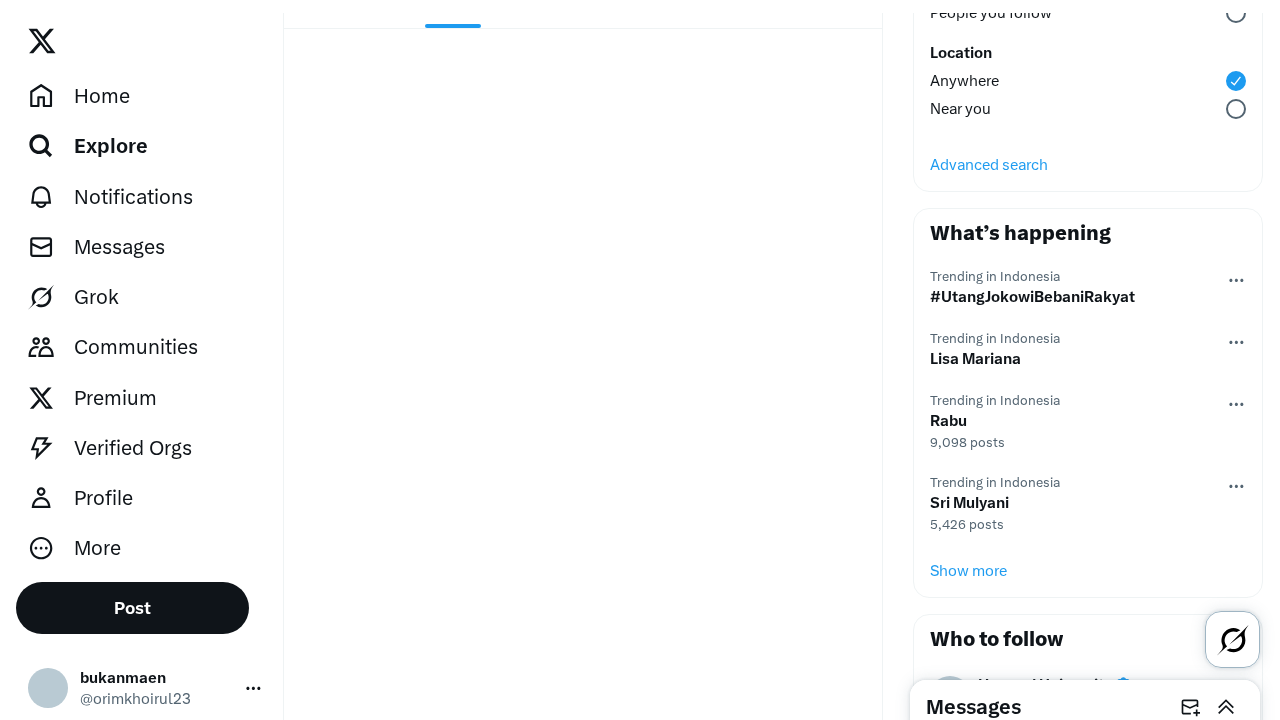 Home
Explore
Notifications
Messages
Grok
Communities
Premium
Verified Orgs
Profile
More
Post
bukanmaen
@orimkhoirul23
People you follow
Location
Anywhere
Near you
Advanced search
What’s happening
Trending in Indonesia
#UtangJokowiBebaniRakyat
Trending in Indonesia
Lisa Mariana
Trending in Indonesia
Rabu
9,098 posts
Trending in Indonesia
Sri Mulyani
5,426 posts
Show more
Who to follow
Messages